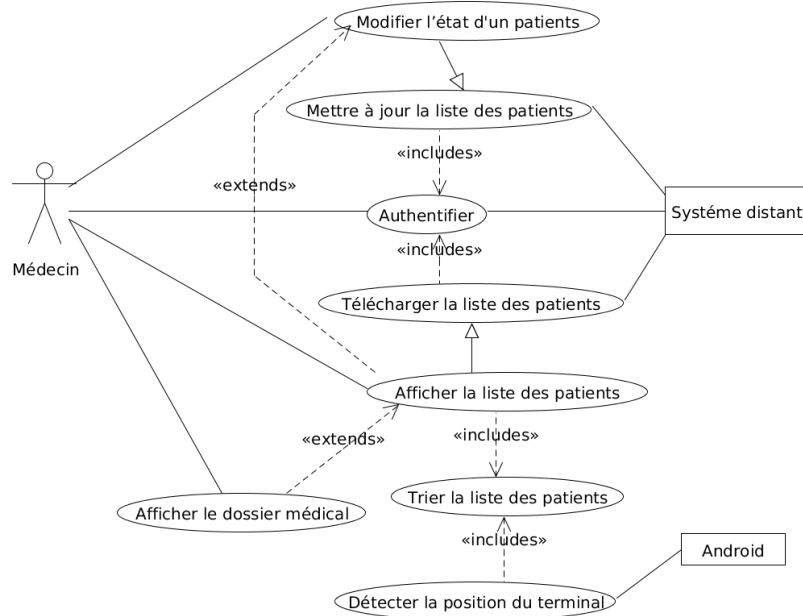 Modifier l’état d'un patients
Mettre à jour la liste des patients
«includes»
«extends»
Authentifier
Systéme distant
«includes»
Médecin
Télécharger la liste des patients
Afficher la liste des patients
«extends»
«includes»
Trier la liste des patients
Afficher le dossier médical
«includes»
Android
Détecter la position du terminal